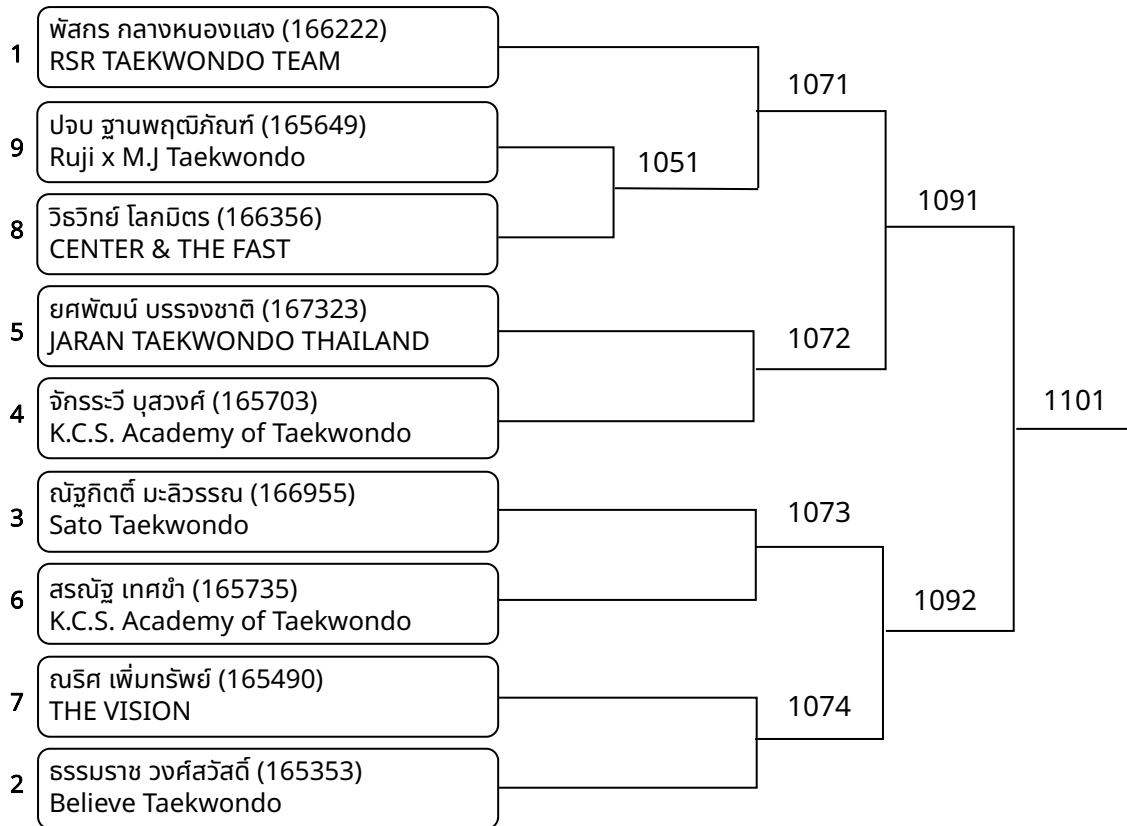 1
พัสกร กลางหนองแสง (166222)
RSR TAEKWONDO TEAM
1071
9
ปจบ ฐานพฤฒิภัณฑ์ (165649)
Ruji x M.J Taekwondo
1051
8
วิธวิทย์ โลกมิตร (166356)
CENTER & THE FAST
1091
5
ยศพัฒน์ บรรจงชาติ (167323)
JARAN TAEKWONDO THAILAND
1072
4
จักรระวี บุสวงศ์ (165703)
K.C.S. Academy of Taekwondo
1101
3
ณัฐกิตติ์ มะลิวรรณ (166955)
Sato Taekwondo
1073
6
สรณัฐ เทศขำ (165735)
K.C.S. Academy of Taekwondo
1092
7
ณริศ เพิ่มทรัพย์ (165490)
THE VISION
1074
2
ธรรมราช วงศ์สวัสดิ์ (165353)
Believe Taekwondo